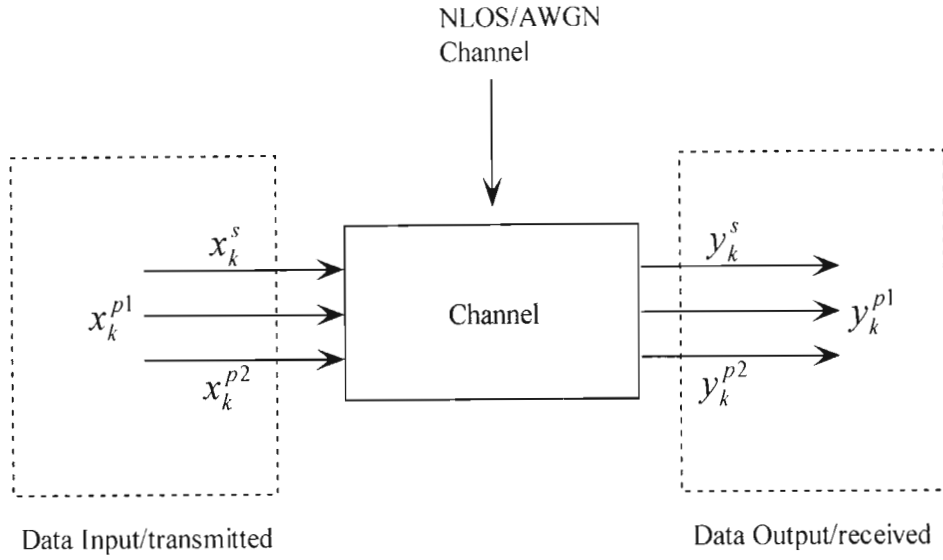 NLOS/AWGN
Channel
x_k^s
y_k^s
x_k^{p1}
Channel
y_k^{p1}
x_k^{p2}
y_k^{p2}
Data Input/transmitted
Data Output/received